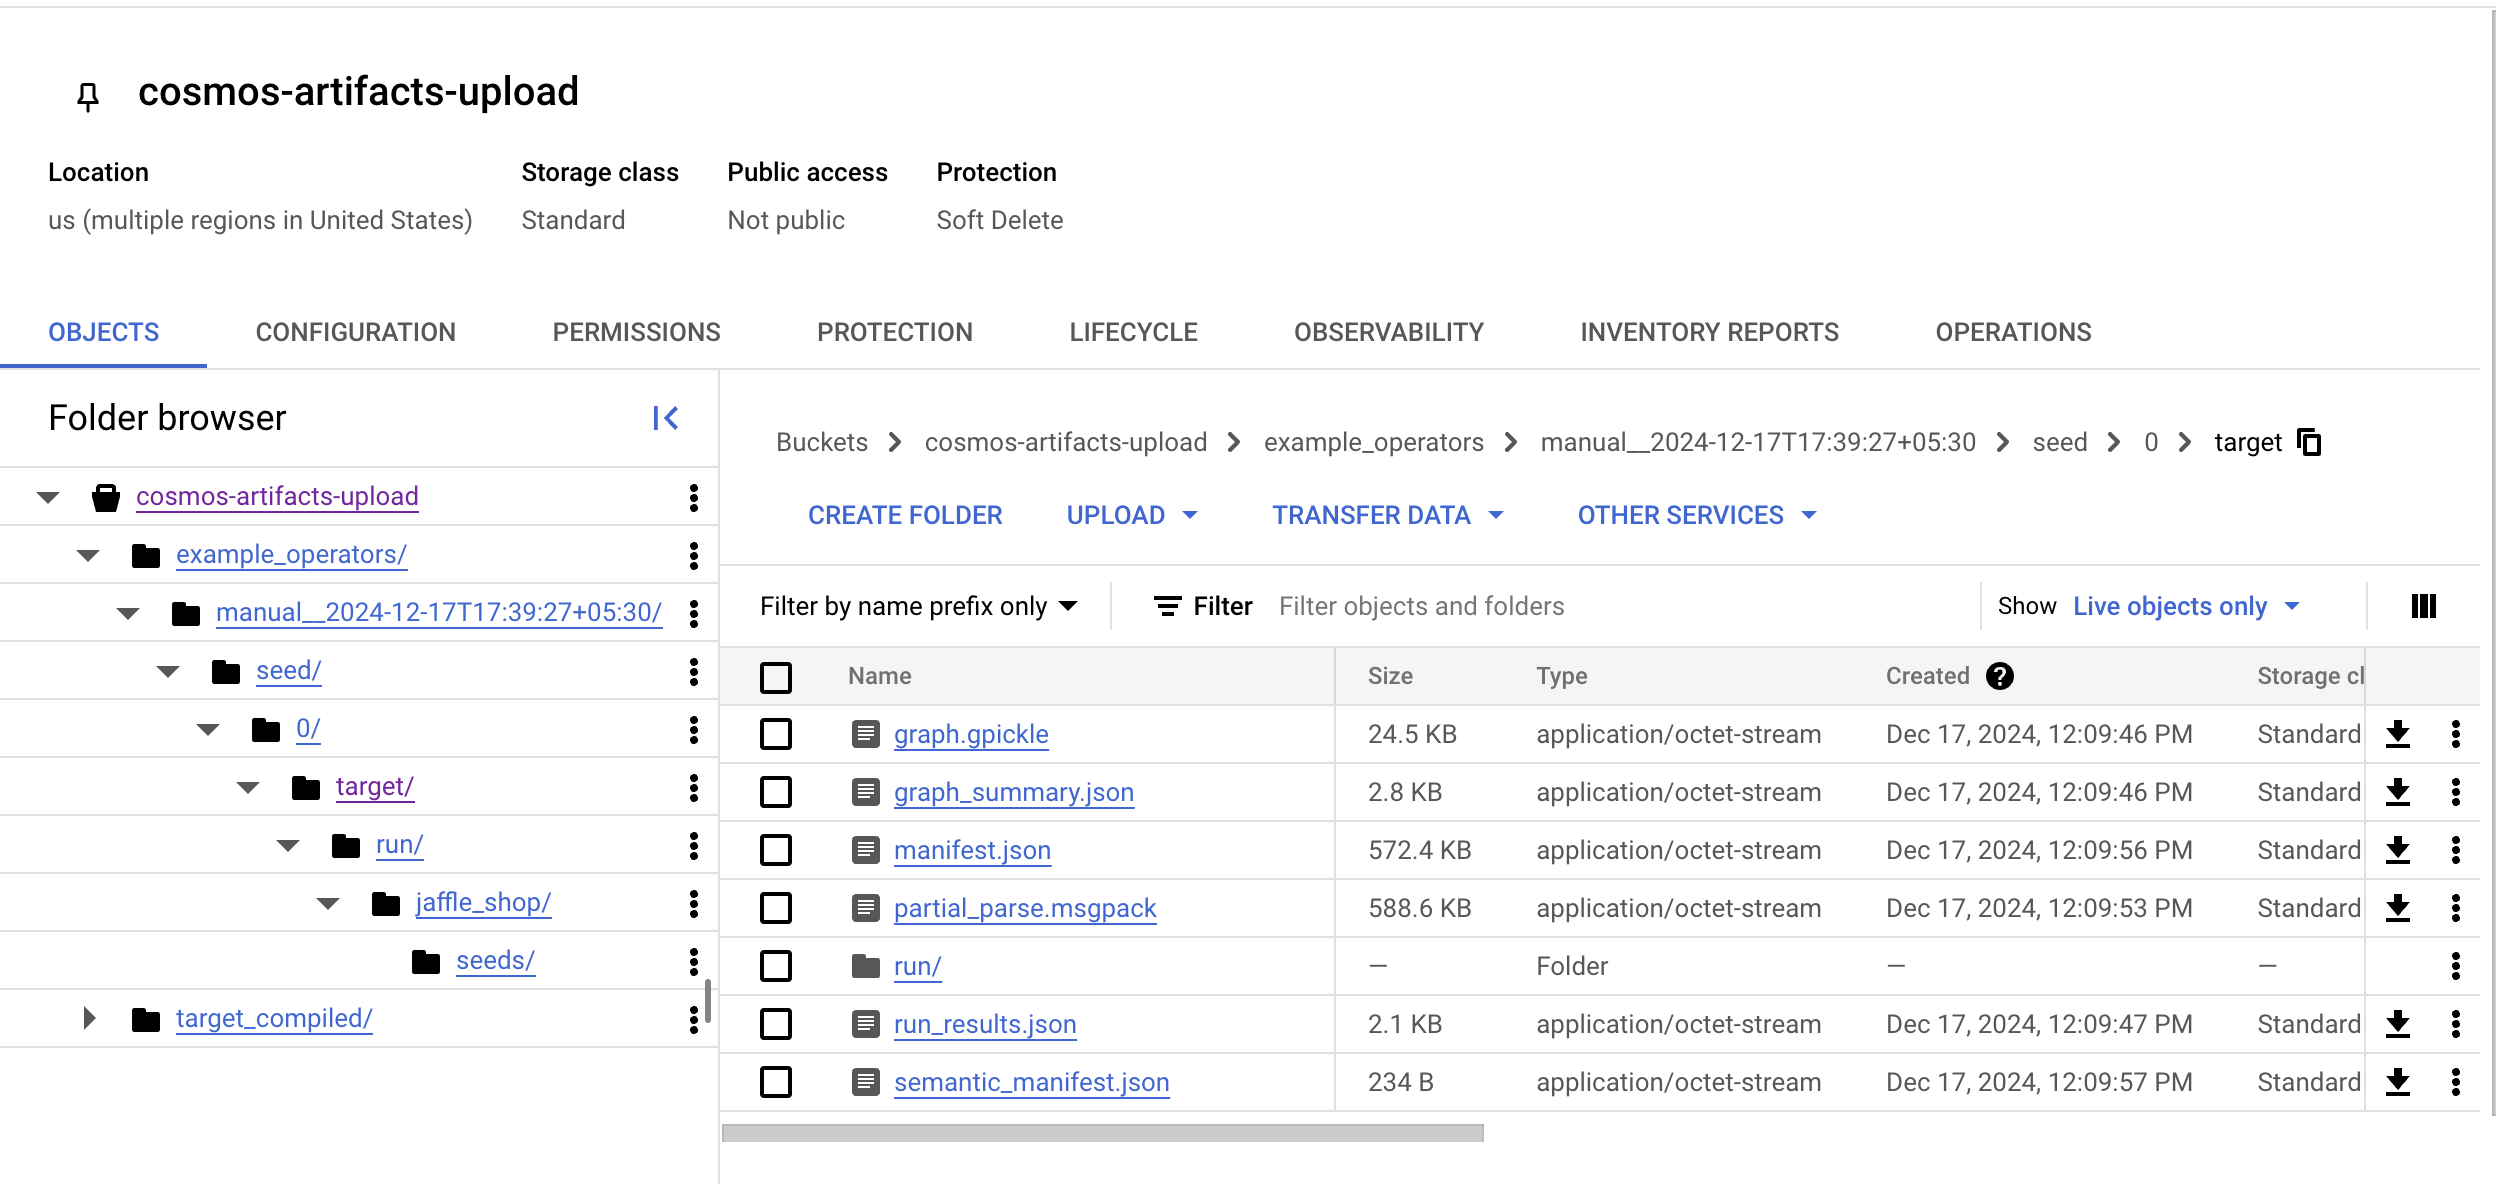 cosmos-artifacts-upload
Location Storage class Public access Protection
us (multiple regions in United States) Standard Not public Soft Delete
OBJECTS CONFIGURATION PERMISSIONS PROTECTION LIFECYCLE OBSERVABILITY INVENTORY REPORTS OPERATIONS
Folder browser
cosmos-artifacts-upload
example_operators/
manual__2024-12-17T17:39:27+05:30/
seed/
0/
target/
run/
jaffle_shop/
seeds/
target_compiled/
Buckets > cosmos-artifacts-upload > example_operators > manual__2024-12-17T17:39:27+05:30 > seed > 0 > target
CREATE FOLDER UPLOAD TRANSFER DATA OTHER SERVICES
Filter by name prefix only Filter Filter objects and folders Show Live objects only
Name Size Type Created ? Storage cl
graph.gpickle 24.5 KB application/octet-stream Dec 17, 2024, 12:09:46 PM Standard
graph_summary.json 2.8 KB application/octet-stream Dec 17, 2024, 12:09:46 PM Standard
manifest.json 572.4 KB application/octet-stream Dec 17, 2024, 12:09:56 PM Standard
partial_parse.msgpack 588.6 KB application/octet-stream Dec 17, 2024, 12:09:53 PM Standard
run/ — Folder — —
run_results.json 2.1 KB application/octet-stream Dec 17, 2024, 12:09:47 PM Standard
semantic_manifest.json 234 B application/octet-stream Dec 17, 2024, 12:09:57 PM Standard